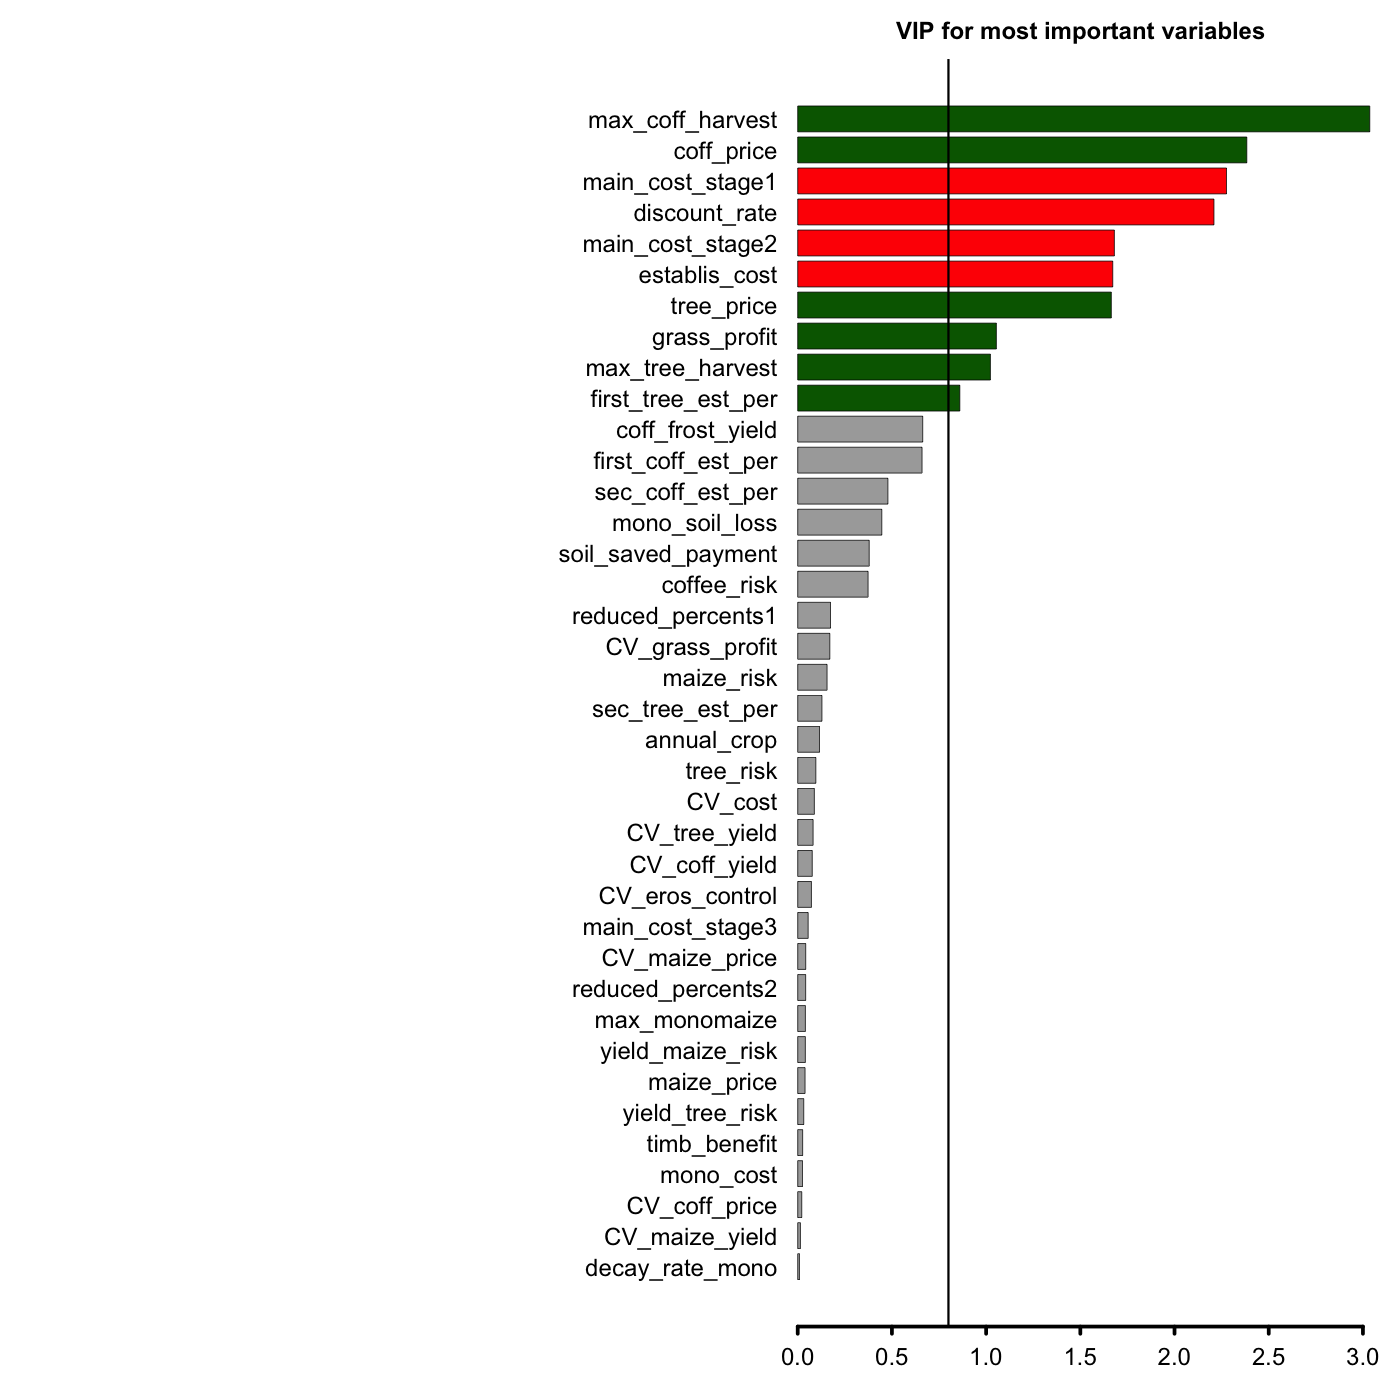 VIP for most important variables
max_coff_harvest
coff_price
main_cost_stage1
discount_rate
main_cost_stage2
establis_cost
tree_price
grass_profit
max_tree_harvest
first_tree_est_per
coff_frost_yield
first_coff_est_per
sec_coff_est_per
mono_soil_loss
soil_saved_payment
coffee_risk
reduced_percents1
CV_grass_profit
maize_risk
sec_tree_est_per
annual_crop
tree_risk
CV_cost
CV_tree_yield
CV_coff_yield
CV_eros_control
main_cost_stage3
CV_maize_price
reduced_percents2
max_monomaize
yield_maize_risk
maize_price
yield_tree_risk
timb_benefit
mono_cost
CV_coff_price
CV_maize_yield
decay_rate_mono
0.0 0.5 1.0 1.5 2.0 2.5 3.0